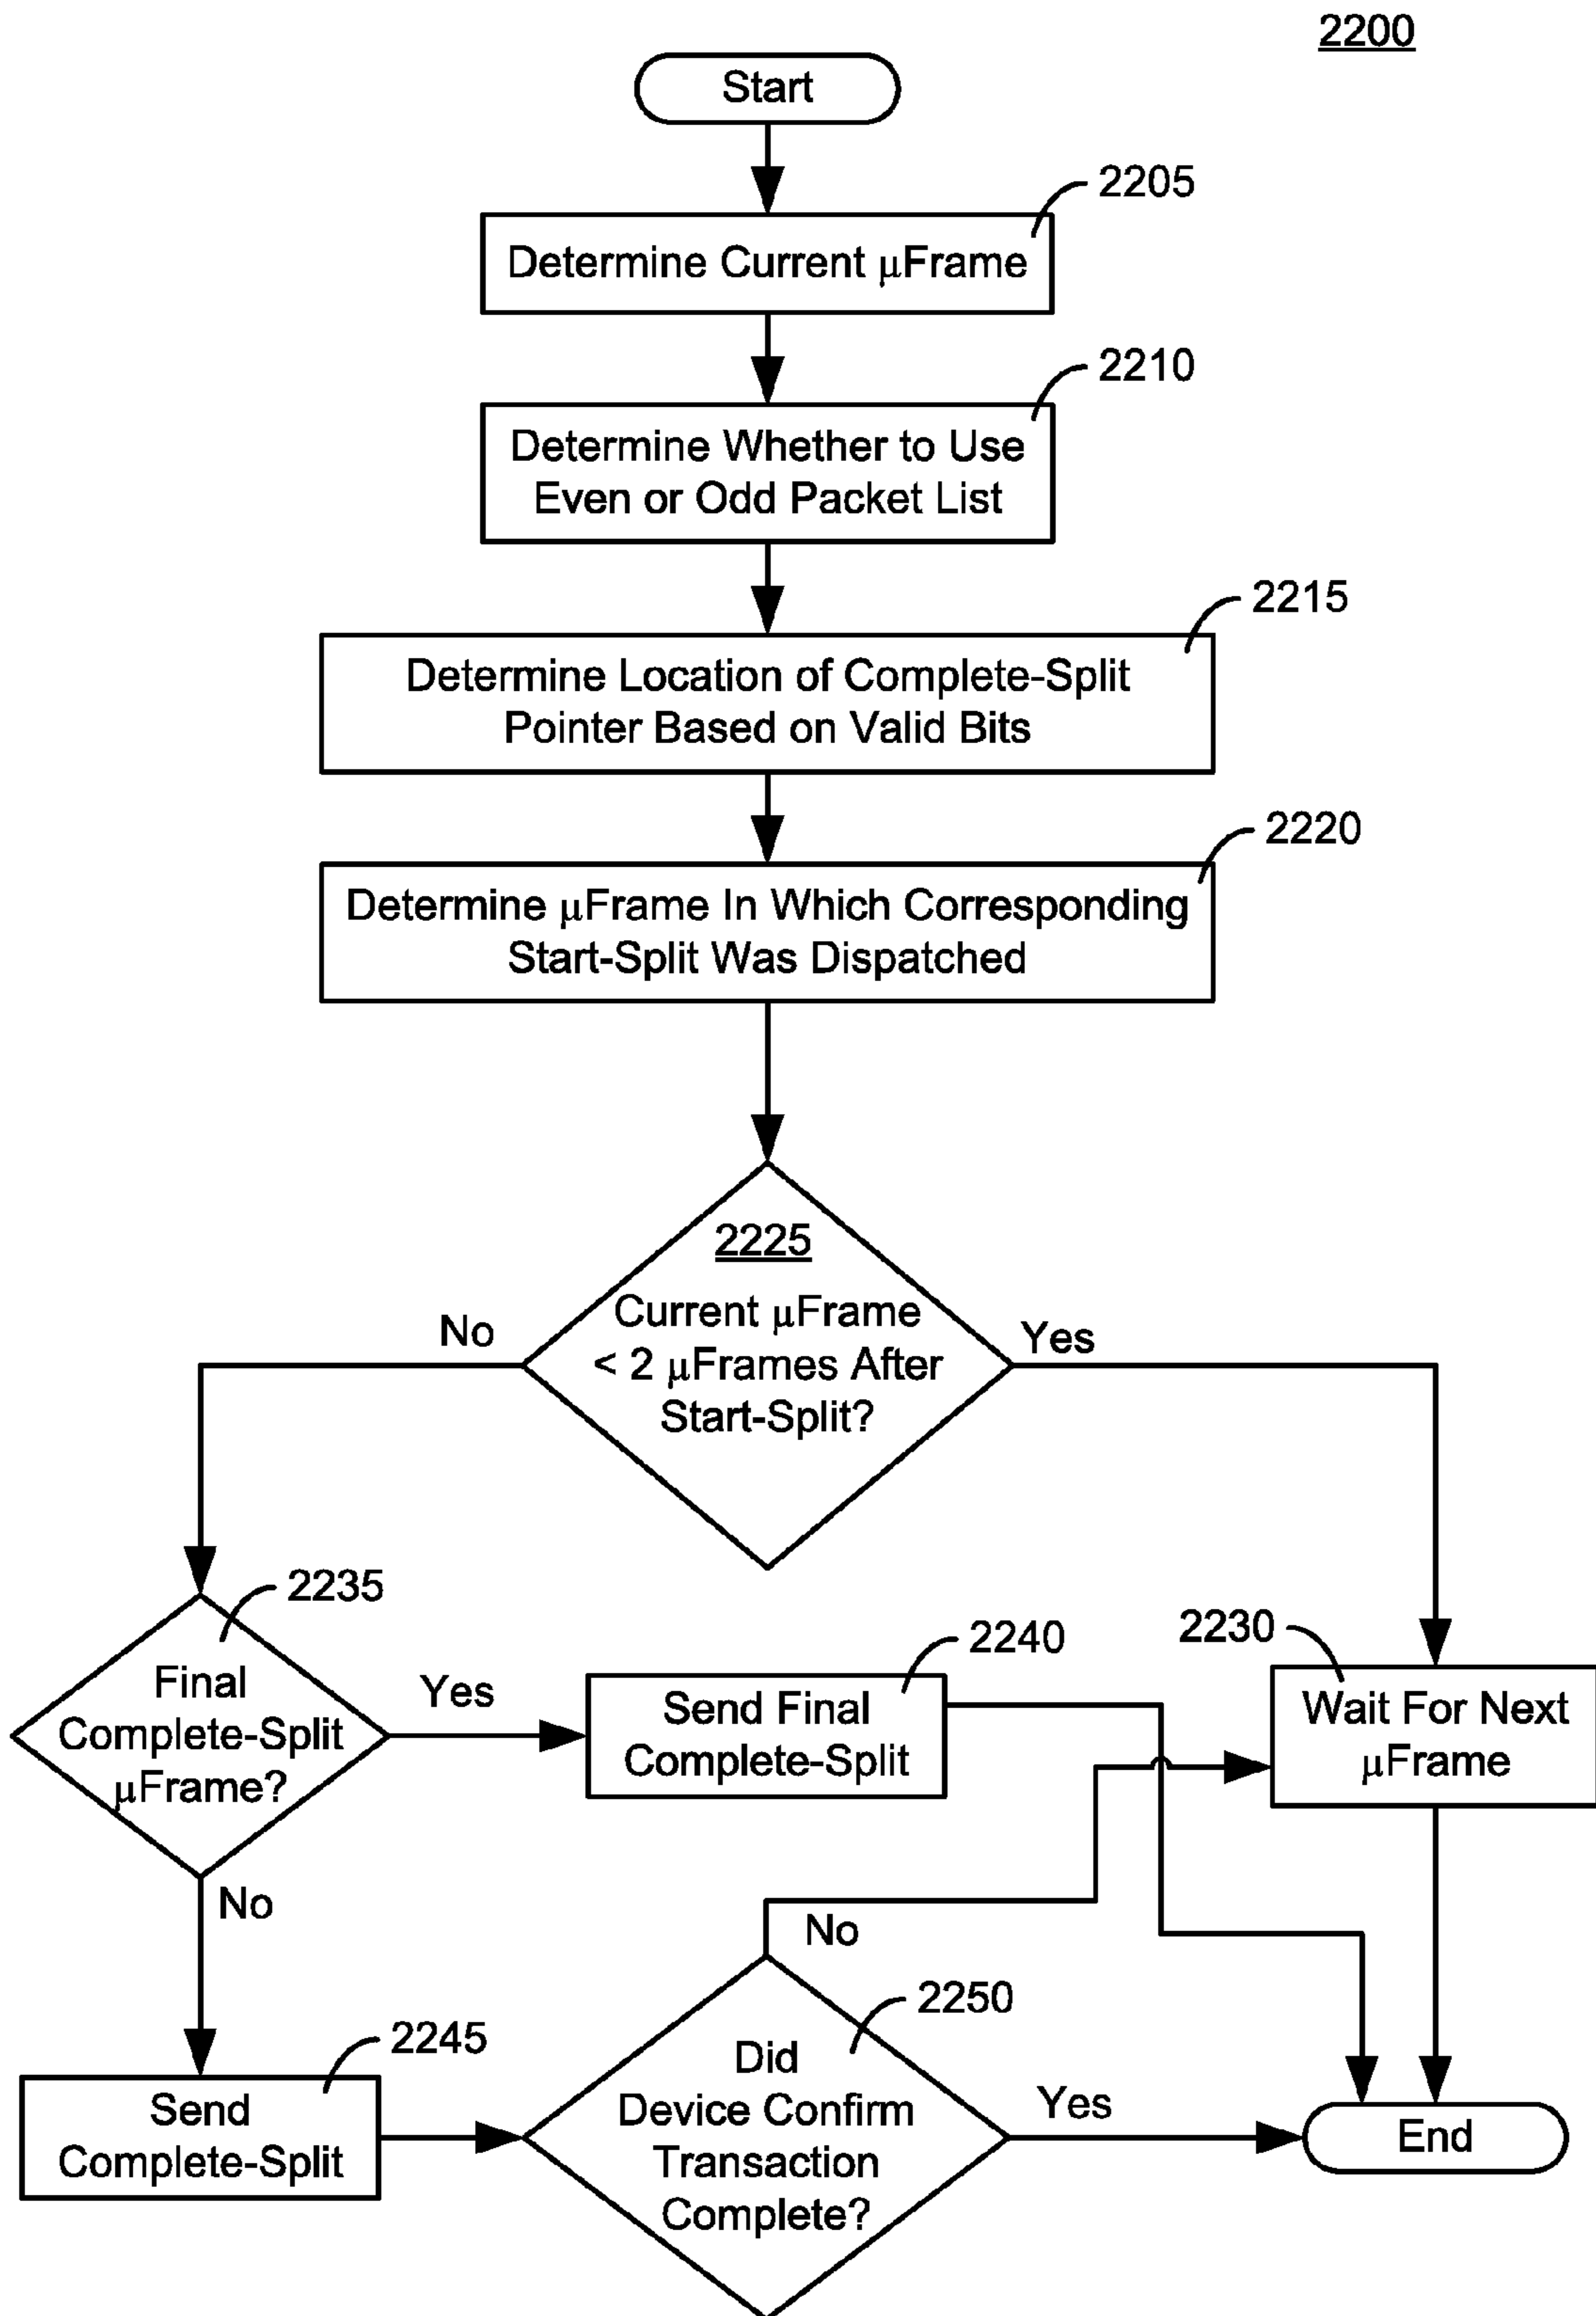 2200
Start
2205
Determine Current μFrame
2210
Determine Whether to Use
Even or Odd Packet List
2215
Determine Location of Complete-Split
Pointer Based on Valid Bits
2220
Determine μFrame In Which Corresponding
Start-Split Was Dispatched
2225
Current μFrame
< 2 μFrames After
Start-Split?
No
Yes
2235
Final
Complete-Split
μFrame?
Yes
No
2240
Send Final
Complete-Split
2230
Wait For Next
μFrame
2245
Send
Complete-Split
No
2250
Did
Device Confirm
Transaction
Complete?
Yes
End